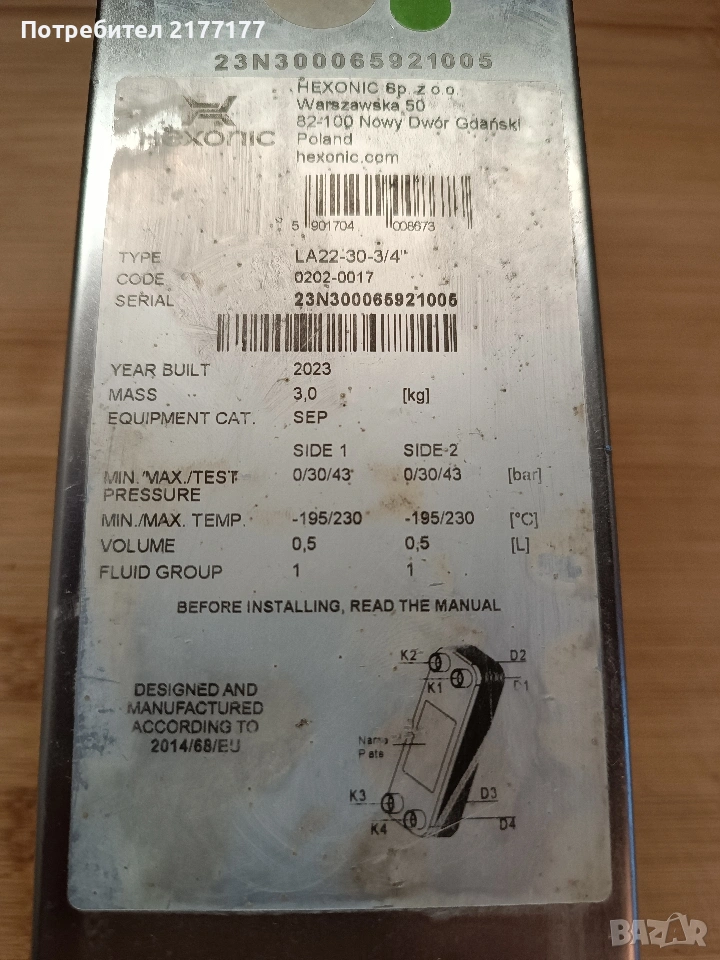 Потребител 2177177
23N300065921005
HEXONIC
HEXONIC Sp. z o.o.
Warszawska 50
82-100 Nowy Dwór Gdański
Poland
hexonic.com
5 901704 008673
TYPE LA22-30-3/4"
CODE 0202-0017
SERIAL 23N300065921005
YEAR BUILT 2023
MASS 3,0 [kg]
EQUIPMENT CAT. SEP
SIDE 1 SIDE 2
MIN./MAX./TEST PRESSURE 0/30/43 0/30/43 [bar]
MIN./MAX. TEMP. -195/230 -195/230 [°C]
VOLUME 0,5 0,5 [L]
FLUID GROUP 1 1
BEFORE INSTALLING, READ THE MANUAL
DESIGNED AND
MANUFACTURED
ACCORDING TO
2014/68/EU
K2 D2
K1 D1
Name
Plate
K3 D3
K4 D4
BAZAR